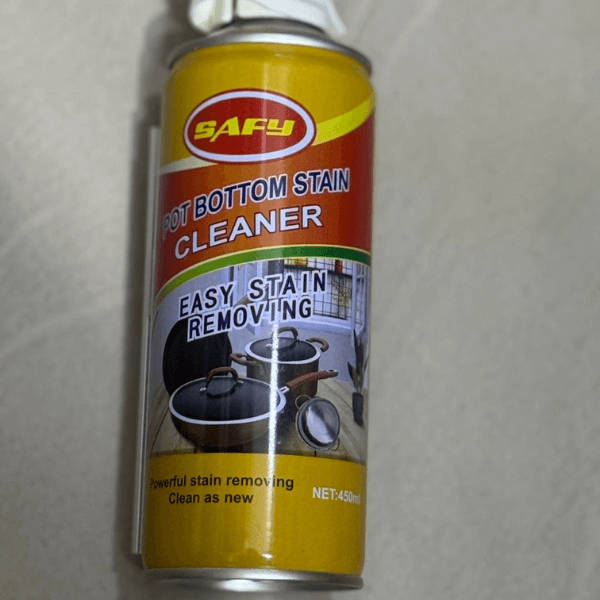 SAFY
POT BOTTOM STAIN
CLEANER
EASY STAIN
REMOVING
Powerful stain removing
Clean as new
NET:450ml